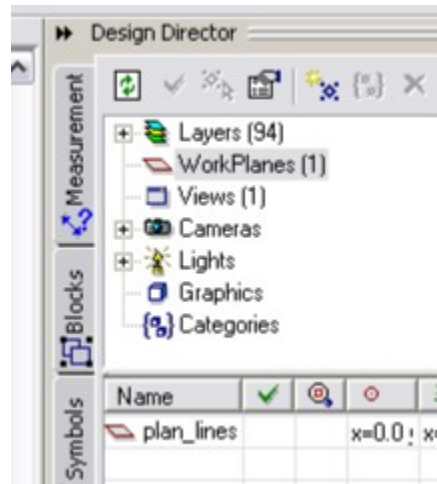 Design Director
Measurement
Blocks
Symbols
Layers (94)
WorkPlanes (1)
Views (1)
Cameras
Lights
Graphics
Categories
Name
plan_lines x=0.0